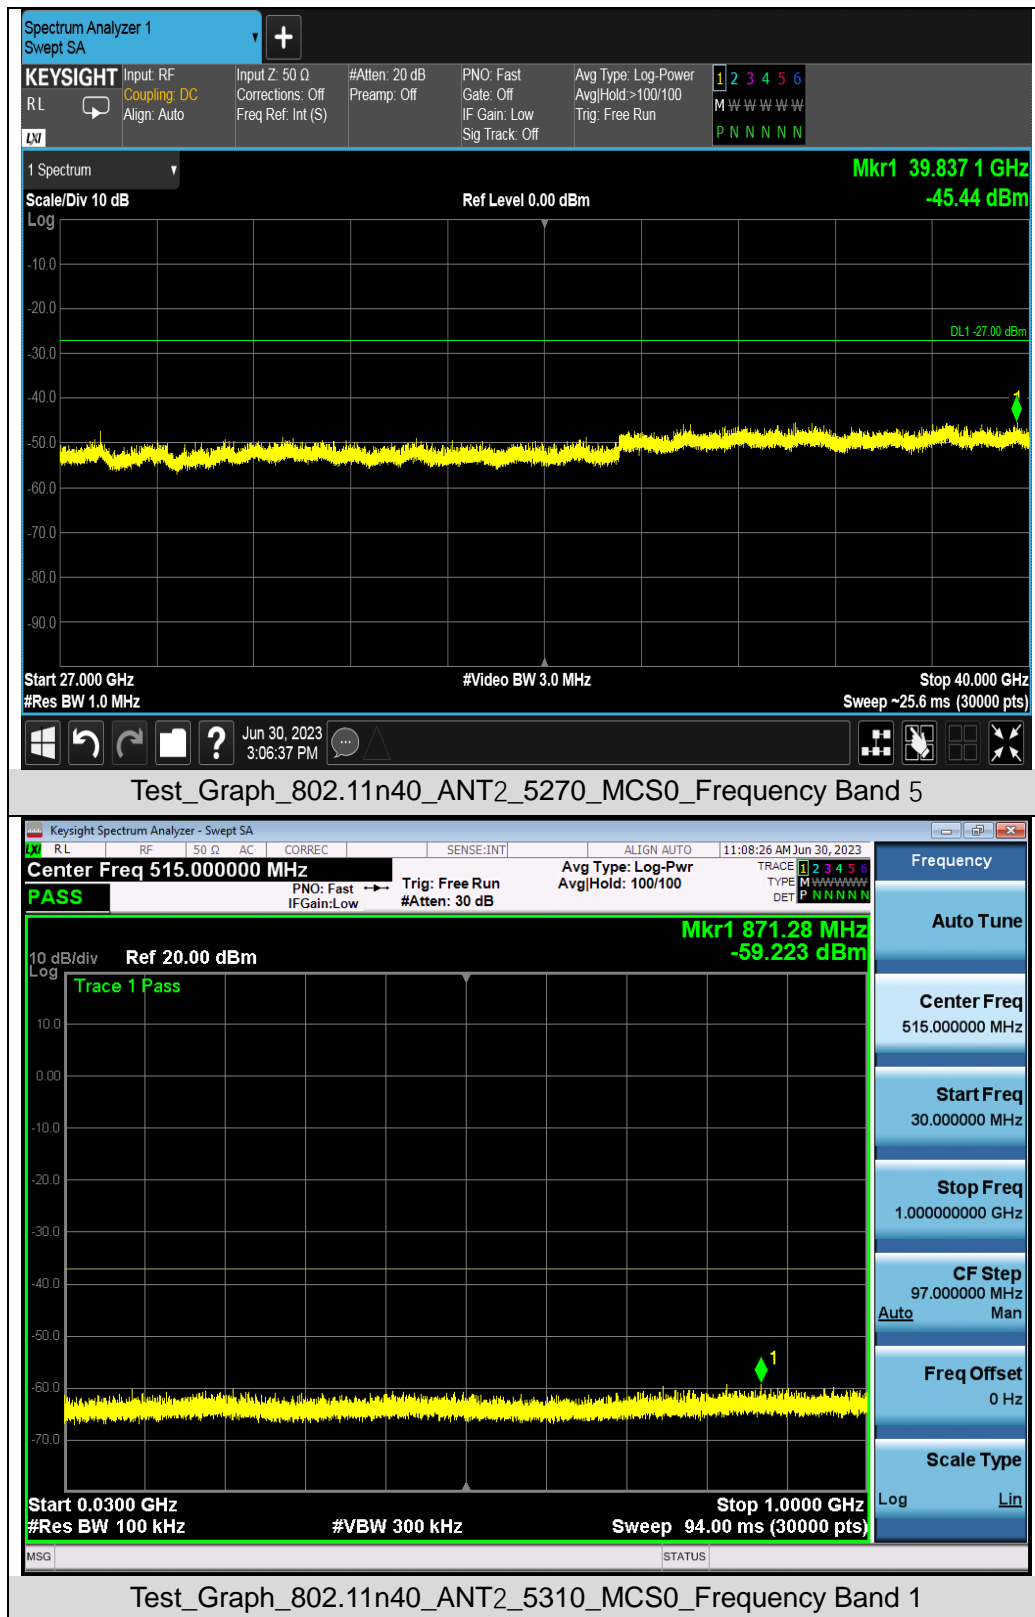 Spectrum Analyzer 1
Swept SA
KEYSIGHT
R L
LXI
Input: RF
Coupling: DC
Align: Auto
Input Z: 50 Ω
Corrections: Off
Freq Ref: Int (S)
#Atten: 20 dB
Preamp: Off
PNO: Fast
Gate: Off
IF Gain: Low
Sig Track: Off
Avg Type: Log-Power
Avg|Hold:>100/100
Trig: Free Run
1 2 3 4 5 6
M W W W W W
P N N N N N
1 Spectrum
Scale/Div 10 dB
Log
Ref Level 0.00 dBm
Mkr1 39.837 1 GHz
-45.44 dBm
-10.0
-20.0
DL1 -27.00 dBm
-30.0
-40.0
1
-50.0
-60.0
-70.0
-80.0
-90.0
Start 27.000 GHz
#Video BW 3.0 MHz
Stop 40.000 GHz
#Res BW 1.0 MHz
Sweep ~25.6 ms (30000 pts)
?
Jun 30, 2023
3:06:37 PM
Test_Graph_802.11n40_ANT2_5270_MCS0_Frequency Band 5
Keysight Spectrum Analyzer - Swept SA
LXI RL RF 50 Ω AC CORREC SENSE:INT ALIGN AUTO 11:08:26 AM Jun 30, 2023
Center Freq 515.000000 MHz
PASS
PNO: Fast
IFGain:Low
Trig: Free Run
#Atten: 30 dB
Avg Type: Log-Pwr
Avg|Hold: 100/100
TRACE 1 2 3 4 5 6
TYPE M W W W W W
DET P N N N N N
Mkr1 871.28 MHz
-59.223 dBm
10 dB/div
Log
Ref 20.00 dBm
Trace 1 Pass
10.0
0.00
-10.0
-20.0
-30.0
-40.0
-50.0
1
-60.0
-70.0
Start 0.0300 GHz
Stop 1.0000 GHz
#Res BW 100 kHz
#VBW 300 kHz
Sweep 94.00 ms (30000 pts)
MSG
STATUS
Frequency
Auto Tune
Center Freq
515.000000 MHz
Start Freq
30.000000 MHz
Stop Freq
1.000000000 GHz
CF Step
97.000000 MHz
Auto Man
Freq Offset
0 Hz
Scale Type
Log Lin
Test_Graph_802.11n40_ANT2_5310_MCS0_Frequency Band 1